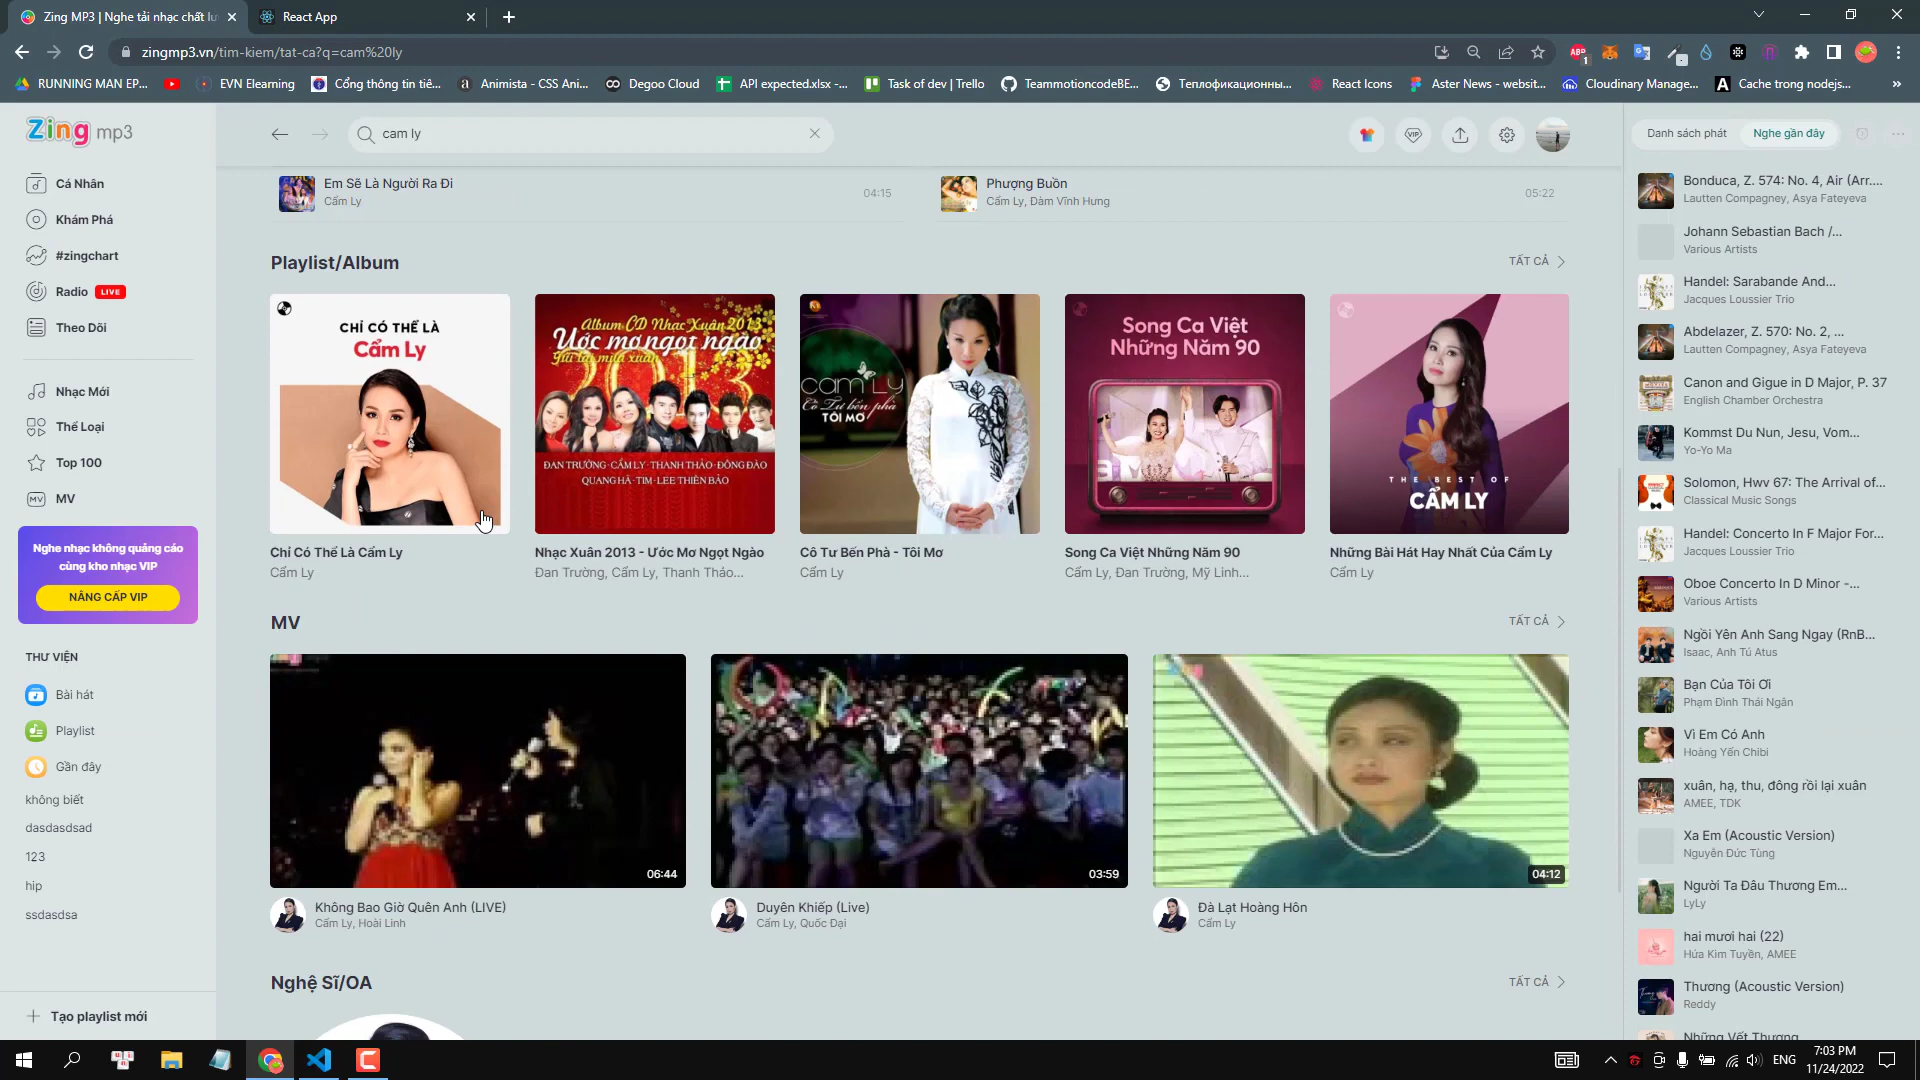 Zing MP3 | Nghe tải nhạc chất lư
React App
zingmp3.vn/tim-kiem/tat-ca?q=cam%20ly
RUNNING MAN EP...
EVN Elearning
Cổng thông tin tiê...
Animista - CSS Ani...
Degoo Cloud
API expected.xlsx -...
Task of dev | Trello
TeammotioncodeBE...
Теплофикационны...
React Icons
Aster News - websit...
Cloudinary Manage...
Cache trong nodejs...
Zing mp3
cam ly
VIP
Danh sách phát
Nghe gần đây
Cá Nhân
Khám Phá
#zingchart
Radio LIVE
Theo Dõi
Nhạc Mới
Thể Loại
Top 100
MV
Nghe nhạc không quảng cáo
cùng kho nhạc VIP
NÂNG CẤP VIP
THƯ VIỆN
Bài hát
Playlist
Gần đây
không biết
dasdasdsad
123
hip
ssdasdsa
Tạo playlist mới
Em Sẽ Là Người Ra Đi
Cẩm Ly
04:15
Phượng Buồn
Cẩm Ly, Đàm Vĩnh Hưng
05:22
Playlist/Album
TẤT CẢ
CHỈ CÓ THỂ LÀ
Cẩm Ly
Album CD Nhạc Xuân 2013
Ước mơ ngọt ngào
Gửi lại mùa xuân
2013
ĐAN TRƯỜNG · CẨM LY · THANH THẢO · ĐÔNG ĐÀO
QUANG HÀ · TIM · LEE THIÊN BẢO
cam LY
Cô Tư bến phà
TÔI MƠ
Song Ca Việt
Những Năm 90
THE BEST OF
CẨM LY
Chỉ Có Thể Là Cẩm Ly
Cẩm Ly
Nhạc Xuân 2013 - Ước Mơ Ngọt Ngào
Đan Trường, Cẩm Ly, Thanh Thảo...
Cô Tư Bến Phà - Tôi Mơ
Cẩm Ly
Song Ca Việt Những Năm 90
Cẩm Ly, Đan Trường, Mỹ Linh...
Những Bài Hát Hay Nhất Của Cẩm Ly
Cẩm Ly
MV
TẤT CẢ
06:44
03:59
04:12
Không Bao Giờ Quên Anh (LIVE)
Cẩm Ly, Hoài Linh
Duyên Khiếp (Live)
Cẩm Ly, Quốc Đại
Đà Lạt Hoàng Hôn
Cẩm Ly
Nghệ Sĩ/OA
TẤT CẢ
Bonduca, Z. 574: No. 4, Air (Arr....
Lautten Compagney, Asya Fateyeva
Johann Sebastian Bach /...
Various Artists
Handel: Sarabande And...
Jacques Loussier Trio
Abdelazer, Z. 570: No. 2, ...
Lautten Compagney, Asya Fateyeva
Canon and Gigue in D Major, P. 37
English Chamber Orchestra
Kommst Du Nun, Jesu, Vom...
Yo-Yo Ma
Solomon, Hwv 67: The Arrival of...
Classical Music Songs
Handel: Concerto In F Major For...
Jacques Loussier Trio
Oboe Concerto In D Minor -...
Various Artists
Ngồi Yên Anh Sang Ngay (RnB...
Isaac, Anh Tú Atus
Bạn Của Tôi Ơi
Phạm Đình Thái Ngân
Vì Em Có Anh
Hoàng Yến Chibi
xuân, hạ, thu, đông rồi lại xuân
AMEE, TDK
Xa Em (Acoustic Version)
Nguyễn Đức Tùng
Người Ta Đâu Thương Em...
LyLy
hai mươi hai (22)
Hứa Kim Tuyền, AMEE
Thương (Acoustic Version)
Reddy
Những Vết Thương
ENG
7:03 PM
11/24/2022